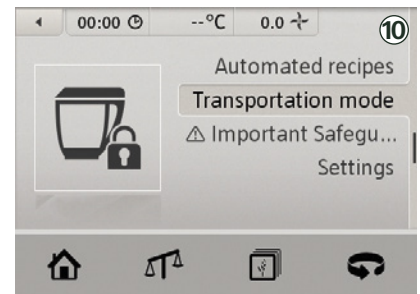 00:00 --°C 0.0
10
Automated recipes
Transportation mode
⚠ Important Safegu...
Settings